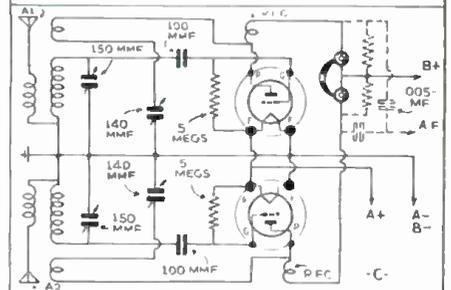 A1
100
MMF
R.F.C.
150 MMF
B+
.005-
MF
P
G
140
MMF
5
MEGS
F
F
A.F.
140
MMF
5
MEGS
F
F
150
MMF
A+
A-
B-
G
P
100 MMF
A2
RFC
-C-